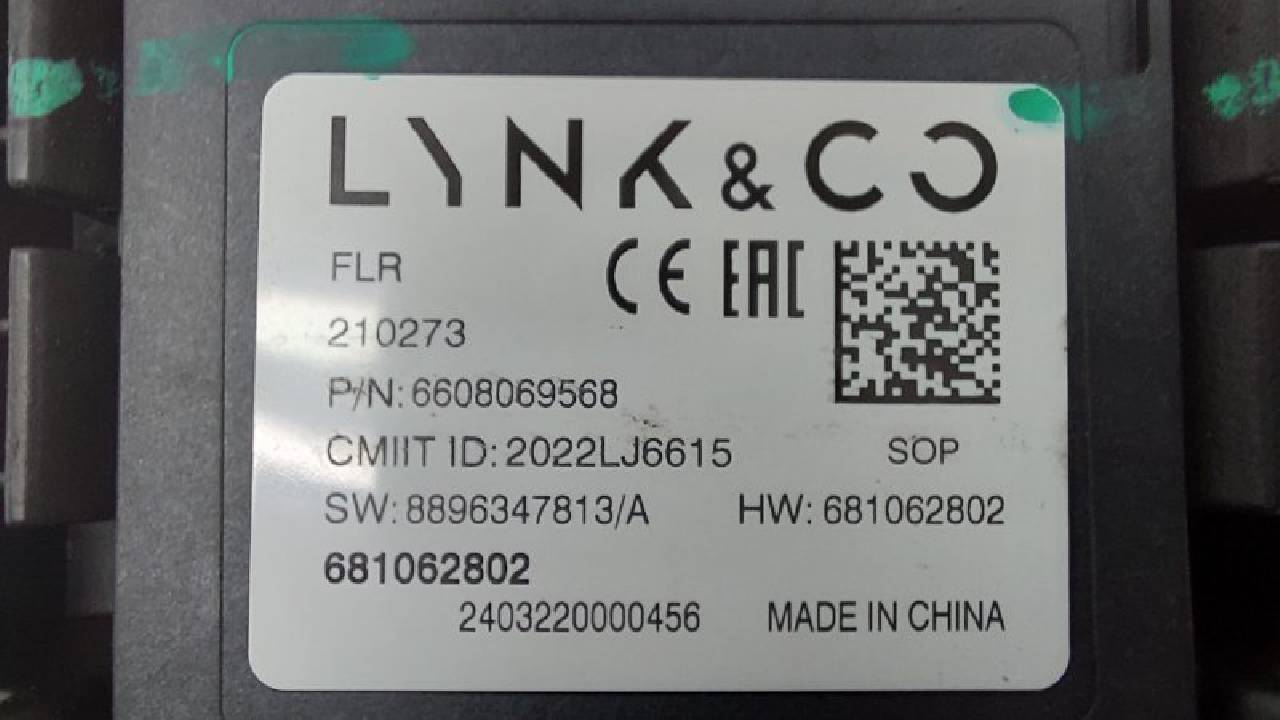 LYNK & CO
FLR
CE EAC
210273
P/N: 6608069568
CMIIT ID: 2022LJ6615
SOP
SW: 8896347813/A
HW: 681062802
681062802
2403220000456
MADE IN CHINA